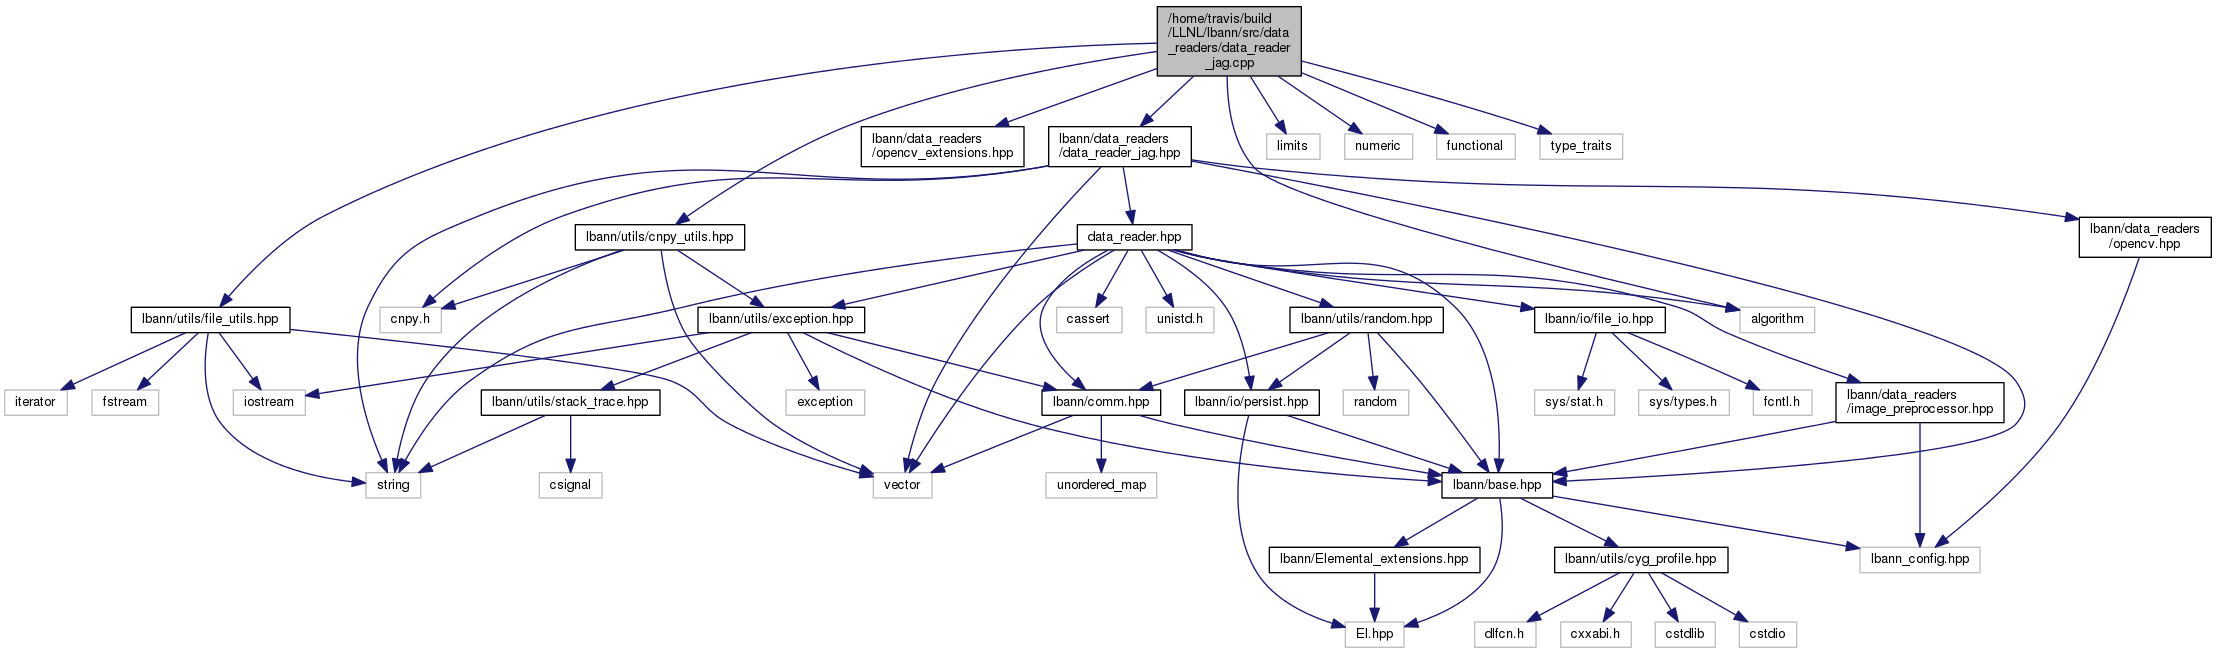 /home/travis/build
/LLNL/lbann/src/data
_readers/data_reader
_jag.cpp
lbann/data_readers
/opencv_extensions.hpp
lbann/data_readers
/data_reader_jag.hpp
limits
numeric
functional
type_traits
lbann/utils/cnpy_utils.hpp
data_reader.hpp
lbann/data_readers
/opencv.hpp
lbann/utils/file_utils.hpp
cnpy.h
lbann/utils/exception.hpp
cassert
unistd.h
lbann/utils/random.hpp
lbann/io/file_io.hpp
algorithm
iterator
fstream
iostream
lbann/utils/stack_trace.hpp
exception
lbann/comm.hpp
lbann/io/persist.hpp
random
sys/stat.h
sys/types.h
fcntl.h
lbann/data_readers
/image_preprocessor.hpp
string
csignal
vector
unordered_map
lbann/base.hpp
lbann/Elemental_extensions.hpp
lbann/utils/cyg_profile.hpp
lbann_config.hpp
El.hpp
dlfcn.h
cxxabi.h
cstdlib
cstdio